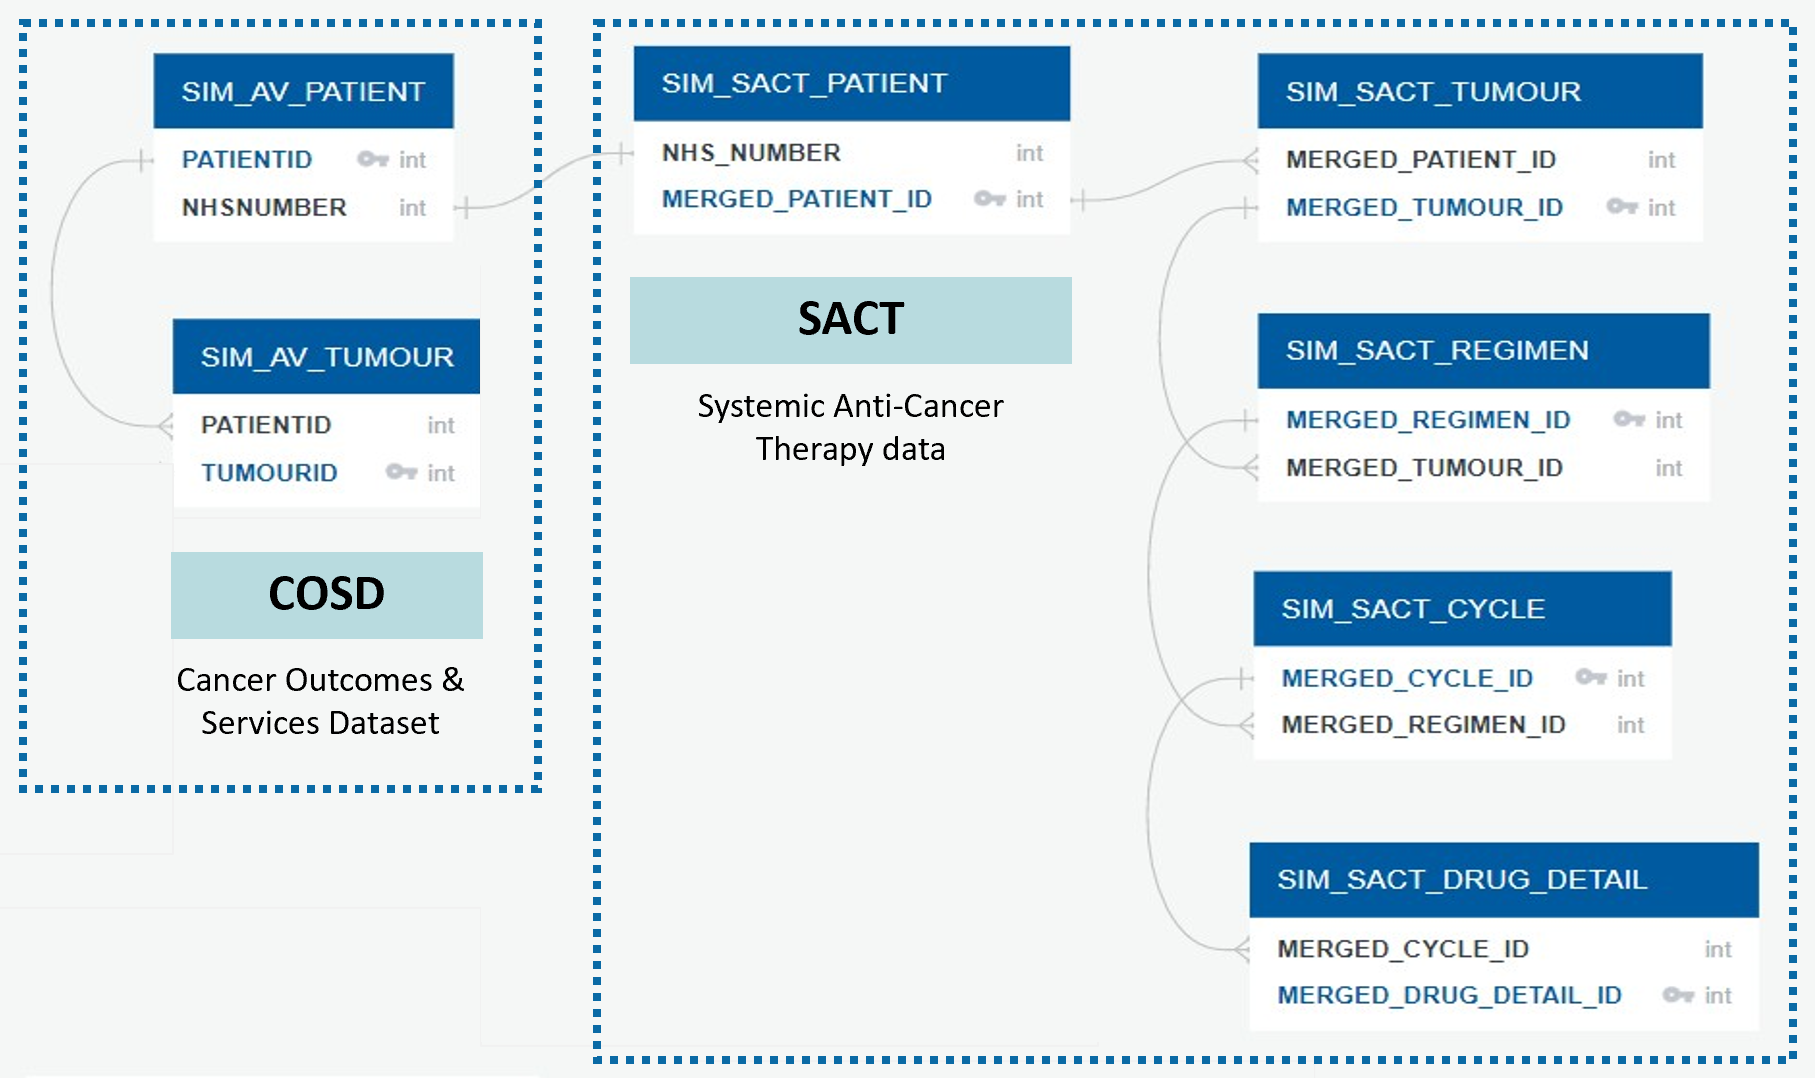 SIM_AV_PATIENT
PATIENTID int
NHSNUMBER int
SIM_AV_TUMOUR
PATIENTID int
TUMOURID int
COSD
Cancer Outcomes &
Services Dataset
SIM_SACT_PATIENT
NHS_NUMBER int
MERGED_PATIENT_ID int
SACT
Systemic Anti-Cancer
Therapy data
SIM_SACT_TUMOUR
MERGED_PATIENT_ID int
MERGED_TUMOUR_ID int
SIM_SACT_REGIMEN
MERGED_REGIMEN_ID int
MERGED_TUMOUR_ID int
SIM_SACT_CYCLE
MERGED_CYCLE_ID int
MERGED_REGIMEN_ID int
SIM_SACT_DRUG_DETAIL
MERGED_CYCLE_ID int
MERGED_DRUG_DETAIL_ID int